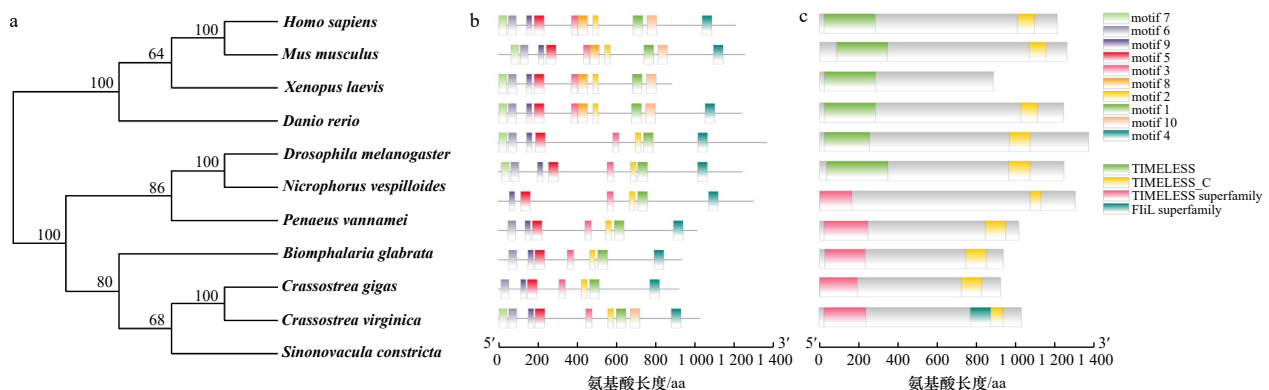 a
b
c
Homo sapiens
Mus musculus
Xenopus laevis
Danio rerio
Drosophila melanogaster
Nicrophorus vespilloides
Penaeus vannamei
Biomphalaria glabrata
Crassostrea gigas
Crassostrea virginica
Sinonovacula constricta
100
64
100
100
86
100
80
100
68
5′ 3′
0 200 400 600 800 1 000 1 200 1 400
氨基酸长度/aa
5′ 3′
0 200 400 600 800 1 000 1 200 1 400
氨基酸长度/aa
motif 7
motif 6
motif 9
motif 5
motif 3
motif 8
motif 2
motif 1
motif 10
motif 4
TIMELESS
TIMELESS_C
TIMELESS superfamily
FliL superfamily